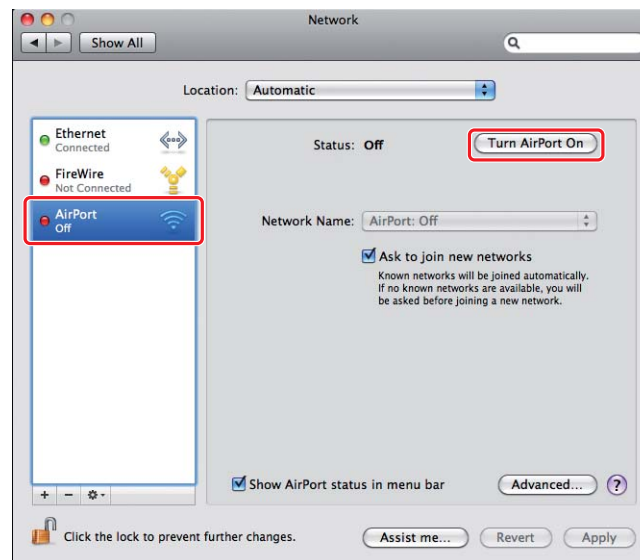 Network
Show All
Location: Automatic
Ethernet
Connected
FireWire
Not Connected
AirPort
Off
Status: Off
Turn AirPort On
Network Name: AirPort: Off
Ask to join new networks
Known networks will be joined automatically.
If no known networks are available, you will
be asked before joining a new network.
Show AirPort status in menu bar
Advanced...
?
Click the lock to prevent further changes.
Assist me...
Revert
Apply